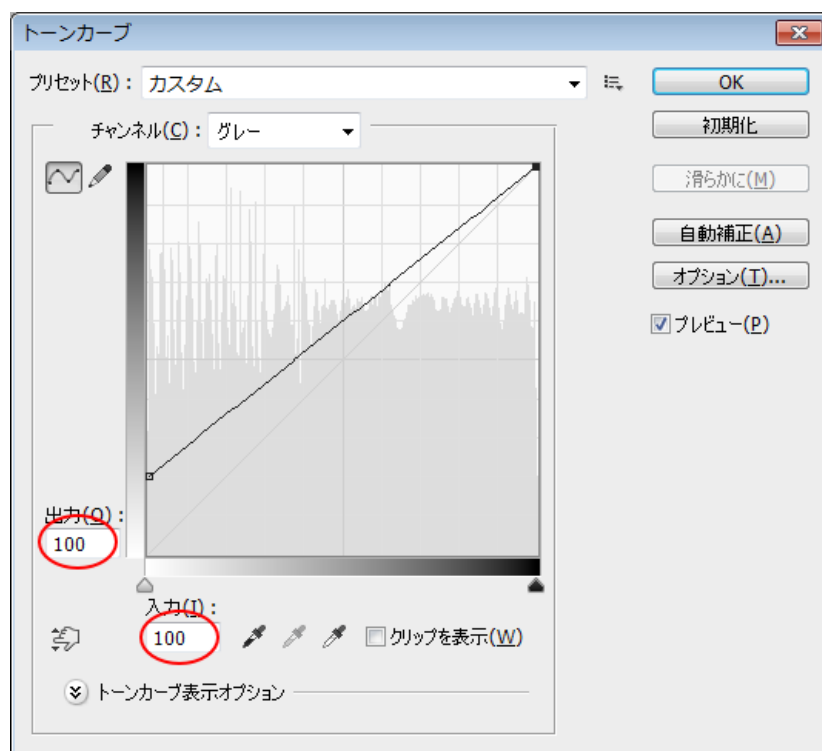 トーンカーブ
プリセット(R): カスタム
OK
チャンネル(C): グレー
初期化
滑らかに(M)
自動補正(A)
オプション(T)...
プレビュー(P)
出力(O):
100
入力(I):
100
クリップを表示(W)
トーンカーブ表示オプション